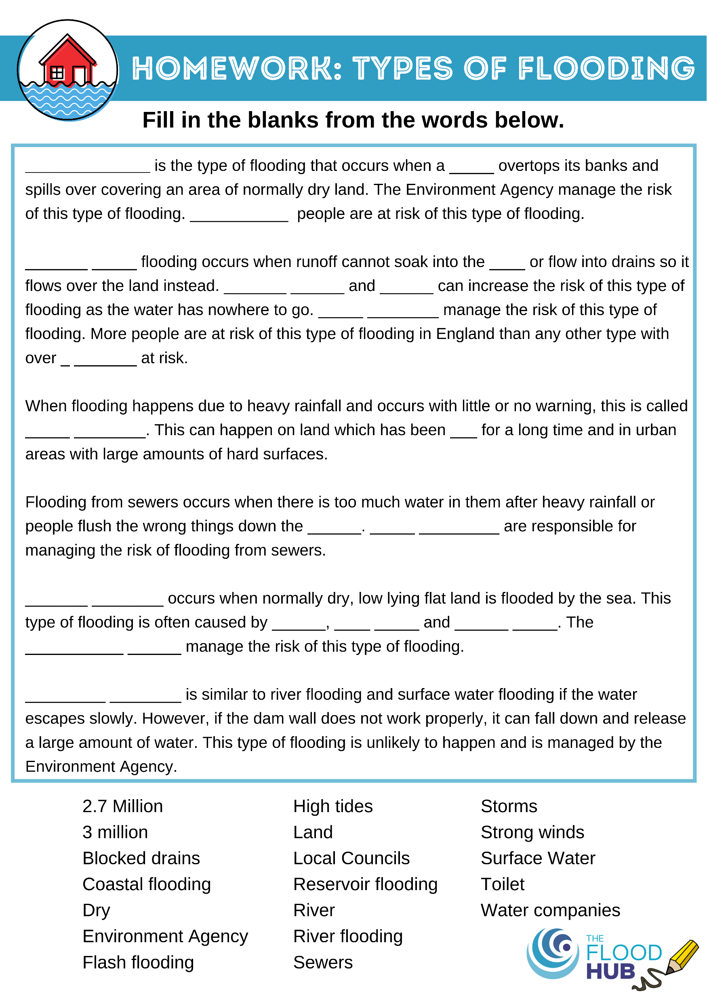 HOMEWORK: TYPES OF FLOODING
Fill in the blanks from the words below.
______________ is the type of flooding that occurs when a _____ overtops its banks and
spills over covering an area of normally dry land. The Environment Agency manage the risk
of this type of flooding. ___________ people are at risk of this type of flooding.
_______ _____ flooding occurs when runoff cannot soak into the ____ or flow into drains so it
flows over the land instead. _______ ______ and ______ can increase the risk of this type of
flooding as the water has nowhere to go. _____ ________ manage the risk of this type of
flooding. More people are at risk of this type of flooding in England than any other type with
over _ _______ at risk.
When flooding happens due to heavy rainfall and occurs with little or no warning, this is called
_____ ________. This can happen on land which has been ___ for a long time and in urban
areas with large amounts of hard surfaces.
Flooding from sewers occurs when there is too much water in them after heavy rainfall or
people flush the wrong things down the ______. _____ _________ are responsible for
managing the risk of flooding from sewers.
_______ ________ occurs when normally dry, low lying flat land is flooded by the sea. This
type of flooding is often caused by ______, ____ _____ and ______ _____. The
___________ ______ manage the risk of this type of flooding.
_________ ________ is similar to river flooding and surface water flooding if the water
escapes slowly. However, if the dam wall does not work properly, it can fall down and release
a large amount of water. This type of flooding is unlikely to happen and is managed by the
Environment Agency.
2.7 Million
3 million
Blocked drains
Coastal flooding
Dry
Environment Agency
Flash flooding
High tides
Land
Local Councils
Reservoir flooding
River
River flooding
Sewers
Storms
Strong winds
Surface Water
Toilet
Water companies
THE
FLOOD
HUB